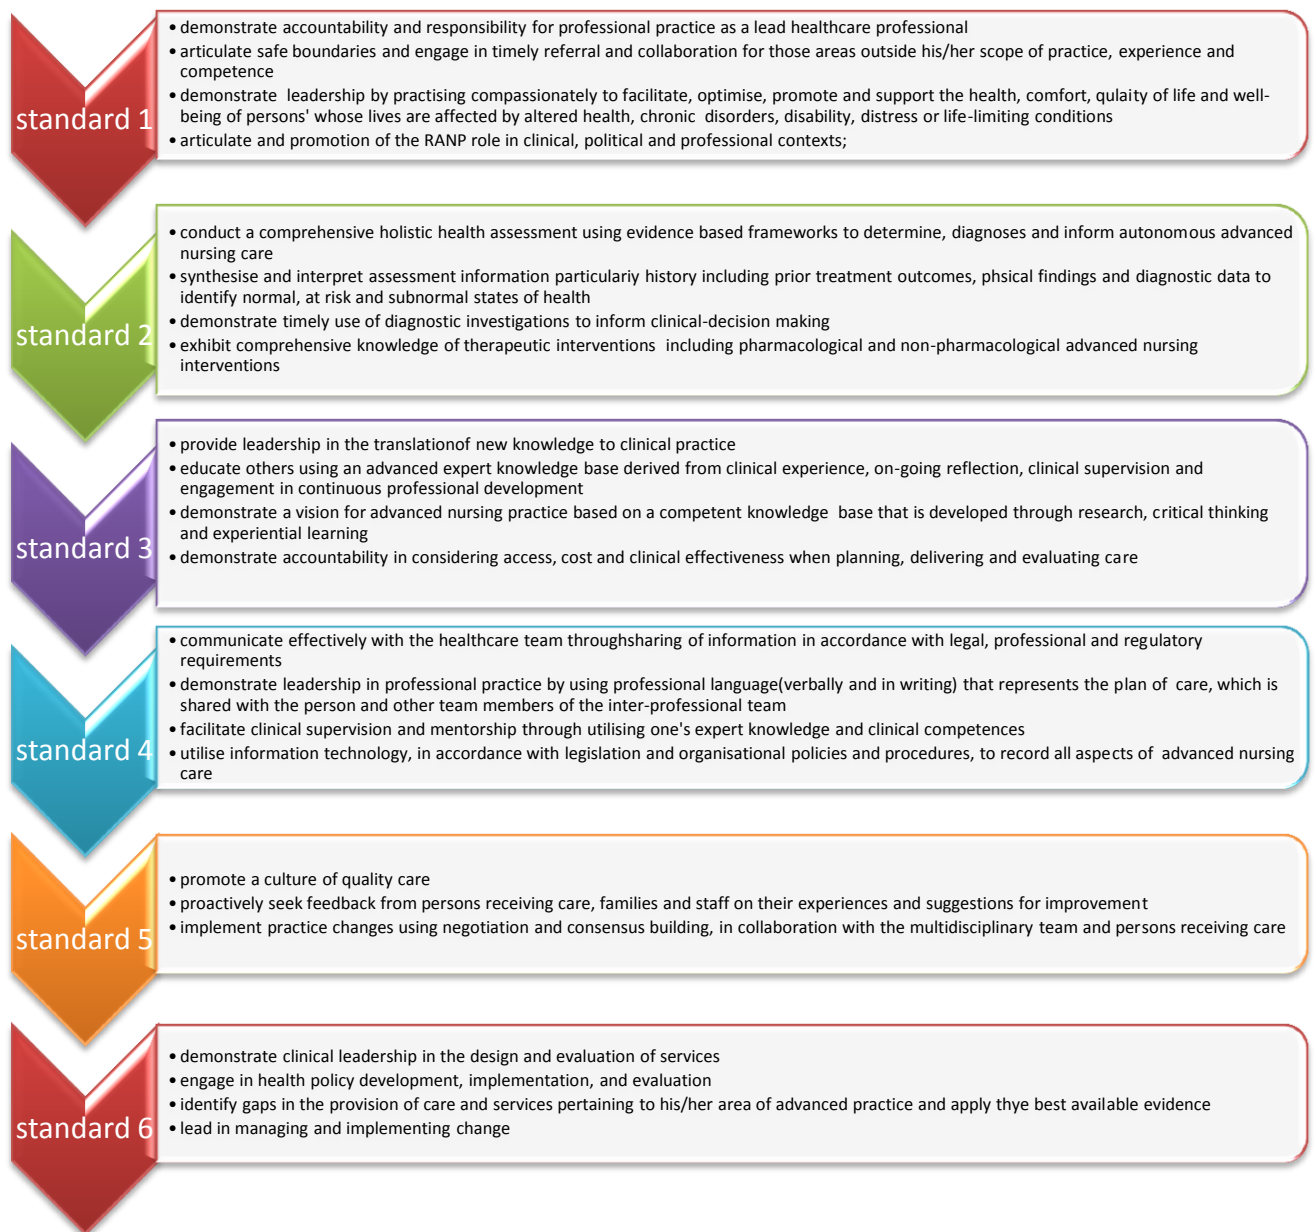 standard 1
• demonstrate accountability and responsibility for professional practice as a lead healthcare professional
• articulate safe boundaries and engage in timely referral and collaboration for those areas outside his/her scope of practice, experience and
competence
• demonstrate  leadership by practising compassionately to facilitate, optimise, promote and support the health, comfort, qulaity of life and well-
being of persons' whose lives are affected by altered health, chronic  disorders, disability, distress or life-limiting conditions
• articulate and promotion of the RANP role in clinical, political and professional contexts;
standard 2
• conduct a comprehensive holistic health assessment using evidence based frameworks to determine, diagnoses and inform autonomous advanced
nursing care
• synthesise and interpret assessment information particulariy history including prior treatment outcomes, phsical findings and diagnostic data to
identify normal, at risk and subnormal states of health
• demonstrate timely use of diagnostic investigations to inform clinical-decision making
• exhibit comprehensive knowledge of therapeutic interventions  including pharmacological and non-pharmacological advanced nursing
interventions
standard 3
• provide leadership in the translationof new knowledge to clinical practice
• educate others using an advanced expert knowledge base derived from clinical experience, on-going reflection, clinical supervision and
engagement in continuous professional development
• demonstrate a vision for advanced nursing practice based on a competent knowledge  base that is developed through research, critical thinking
and experiential learning
• demonstrate accountability in considering access, cost and clinical effectiveness when planning, delivering and evaluating care
standard 4
• communicate effectively with the healthcare team throughsharing of information in accordance with legal, professional and regulatory
requirements
• demonstrate leadership in professional practice by using professional language(verbally and in writing) that represents the plan of  care, which is
shared with the person and other team members of the inter-professional team
• facilitate clinical supervision and mentorship through utilising one's expert knowledge and clinical competences
• utilise information technology, in accordance with legislation and organisational policies and procedures, to record all aspects of  advanced nursing
care
standard 5
• promote a culture of quality care
• proactively seek feedback from persons receiving care, families and staff on their experiences and suggestions for improvement
• implement practice changes using negotiation and consensus building, in collaboration with the multidisciplinary team and persons receiving care
standard 6
• demonstrate clinical leadership in the design and evaluation of services
• engage in health policy development, implementation, and evaluation
• identify gaps in the provision of care and services pertaining to his/her area of advanced practice and apply thye best available evidence
• lead in managing and implementing change